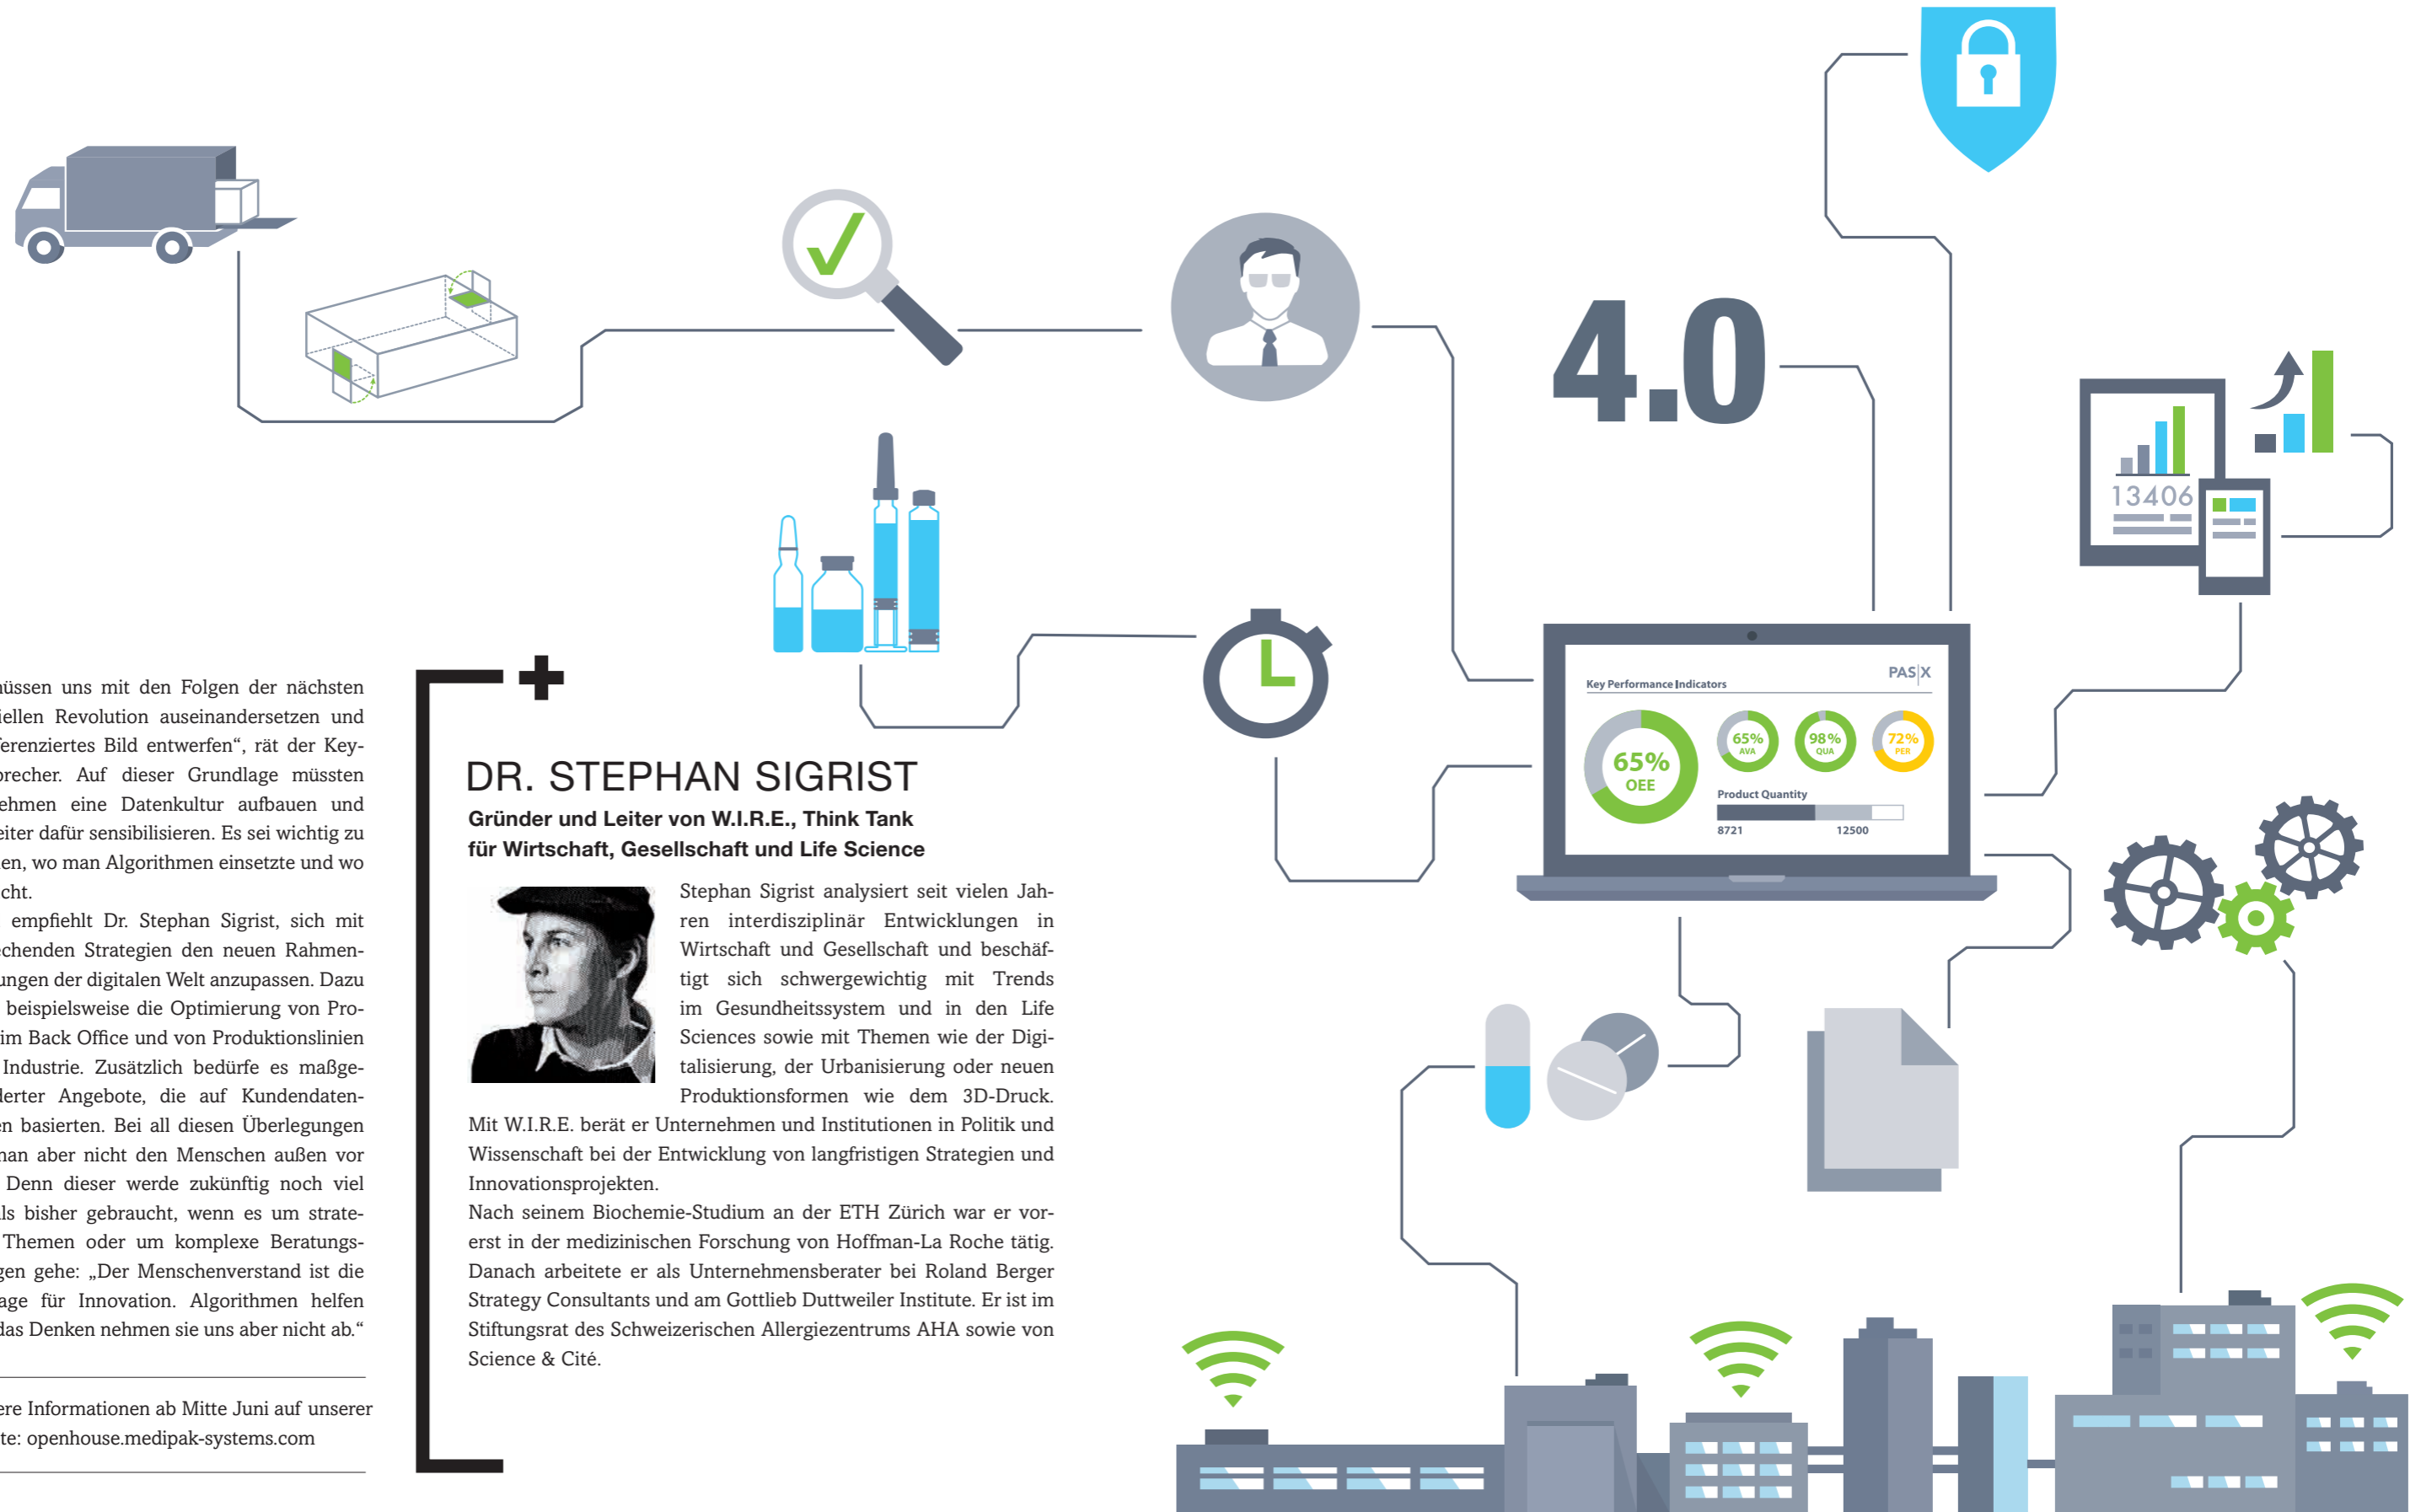 müssen uns mit den Folgen der nächsten
iellen Revolution auseinandersetzen und
ferenziertes Bild entwerfen“, rät der Key-
precher. Auf dieser Grundlage müssten
ehmen eine Datenkultur aufbauen und
eiter dafür sensibilisieren. Es sei wichtig zu
en, wo man Algorithmen einsetzte und wo
cht.
empfiehlt Dr. Stephan Sigrist, sich mit
echenden Strategien den neuen Rahmen-
ungen der digitalen Welt anzupassen. Dazu
beispielsweise die Optimierung von Pro-
im Back Office und von Produktionslinien
Industrie. Zusätzlich bedürfe es maßge-
derter Angebote, die auf Kundendaten-
en basierten. Bei all diesen Überlegungen
man aber nicht den Menschen außen vor
Denn dieser werde zukünftig noch viel
als bisher gebraucht, wenn es um strate-
Themen oder um komplexe Beratungs-
gen gehe: „Der Menschenverstand ist die
age für Innovation. Algorithmen helfen
das Denken nehmen sie uns aber nicht ab.“
ere Informationen ab Mitte Juni auf unserer
te: openhouse.medipak-systems.com
DR. STEPHAN SIGRIST
Gründer und Leiter von W.I.R.E., Think Tank
für Wirtschaft, Gesellschaft und Life Science
Stephan Sigrist analysiert seit vielen Jah-
ren interdisziplinär Entwicklungen in
Wirtschaft und Gesellschaft und beschäf-
tigt sich schwergewichtig mit Trends
im Gesundheitssystem und in den Life
Sciences sowie mit Themen wie der Digi-
talisierung, der Urbanisierung oder neuen
Produktionsformen wie dem 3D-Druck.
Mit W.I.R.E. berät er Unternehmen und Institutionen in Politik und
Wissenschaft bei der Entwicklung von langfristigen Strategien und
Innovationsprojekten.
Nach seinem Biochemie-Studium an der ETH Zürich war er vor-
erst in der medizinischen Forschung von Hoffman-La Roche tätig.
Danach arbeitete er als Unternehmensberater bei Roland Berger
Strategy Consultants und am Gottlieb Duttweiler Institute. Er ist im
Stiftungsrat des Schweizerischen Allergiezentrums AHA sowie von
Science & Cité.
4.0
13406
Key Performance Indicators
PAS|X
65%
OEE
65%
AVA
98%
QUA
72%
PER
Product Quantity
8721 12500